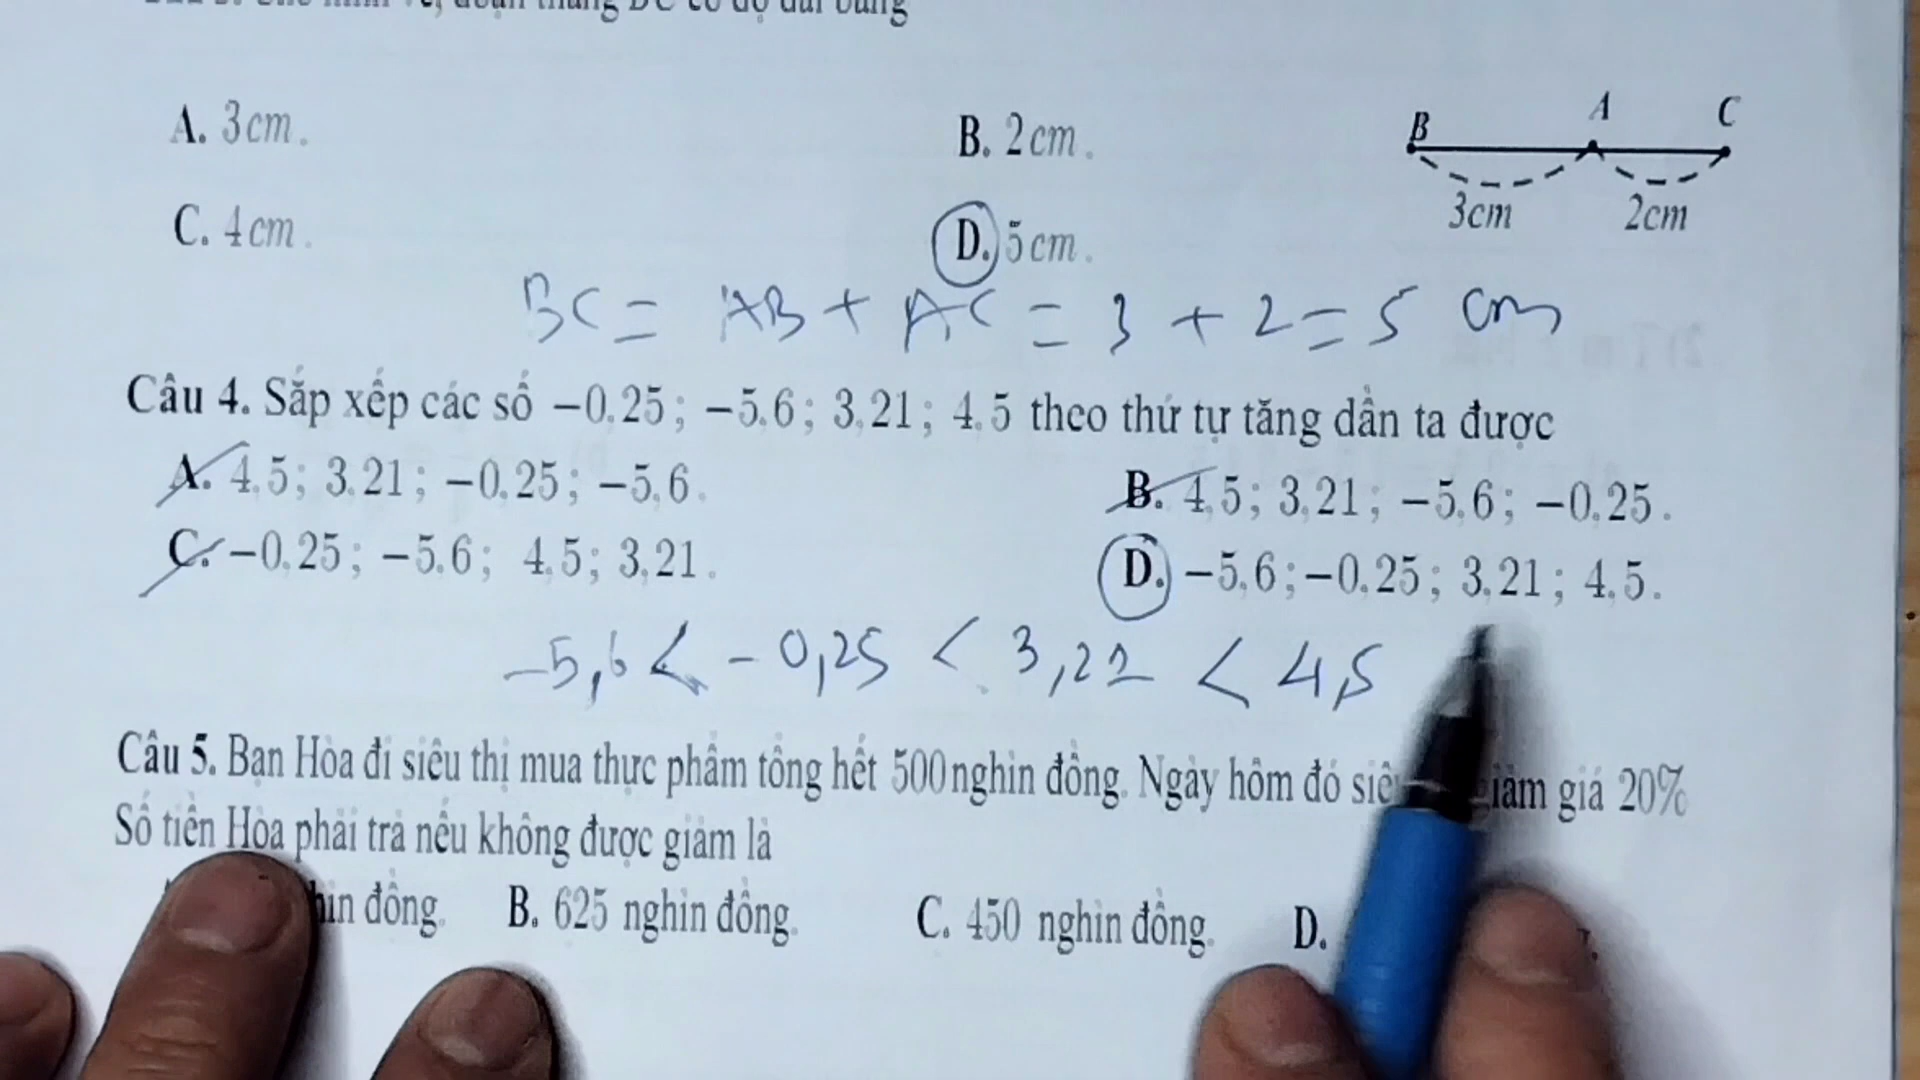 A. 3cm.
B. 2cm.
B A C
3cm 2cm
C. 4cm.
D. 5cm.
BC = AB + AC = 3 + 2 = 5 cm
Câu 4. Sắp xếp các số −0,25; −5,6; 3,21; 4,5 theo thứ tự tăng dần ta được
A. 4,5; 3,21; −0,25; −5,6.
B. 4,5; 3,21; −5,6; −0,25.
C. −0,25; −5,6; 4,5; 3,21.
D. −5,6; −0,25; 3,21; 4,5.
−5,6 < −0,25 < 3,21 < 4,5
Câu 5. Bạn Hòa đi siêu thị mua thực phẩm tổng hết 500 nghìn đồng. Ngày hôm đó giảm giá 20%
Số tiền Hòa phải trả nếu không được giảm là
đồng. B. 625 nghìn đồng. C. 450 nghìn đồng. D.